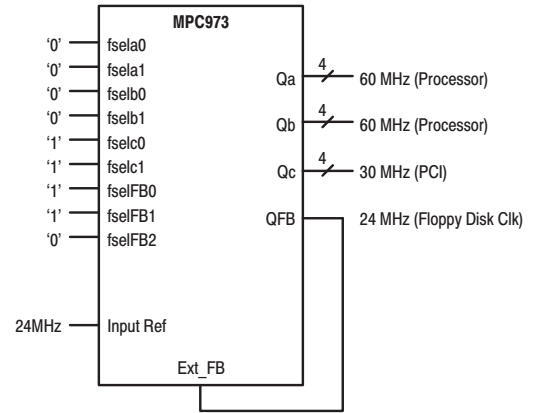 MPC973
‘0’ fsela0
‘0’ fsela1
‘0’ fselb0
‘0’ fselb1
‘1’ fselc0
‘1’ fselc1
‘1’ fselFB0
‘1’ fselFB1
‘0’ fselFB2
24MHz Input Ref
Qa 4 60 MHz (Processor)
Qb 4 60 MHz (Processor)
Qc 4 30 MHz (PCI)
QFB 24 MHz (Floppy Disk Clk)
Ext_FB